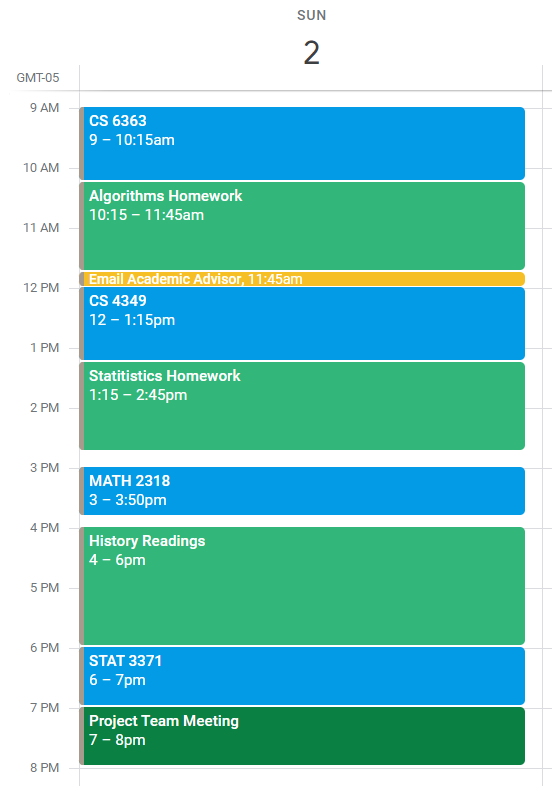 SUN
2
GMT-05
9 AM
CS 6363
9 – 10:15am
10 AM
Algorithms Homework
10:15 – 11:45am
11 AM
Email Academic Advisor, 11:45am
12 PM
CS 4349
12 – 1:15pm
1 PM
Statitistics Homework
1:15 – 2:45pm
2 PM
3 PM
MATH 2318
3 – 3:50pm
4 PM
History Readings
4 – 6pm
5 PM
6 PM
STAT 3371
6 – 7pm
7 PM
Project Team Meeting
7 – 8pm
8 PM